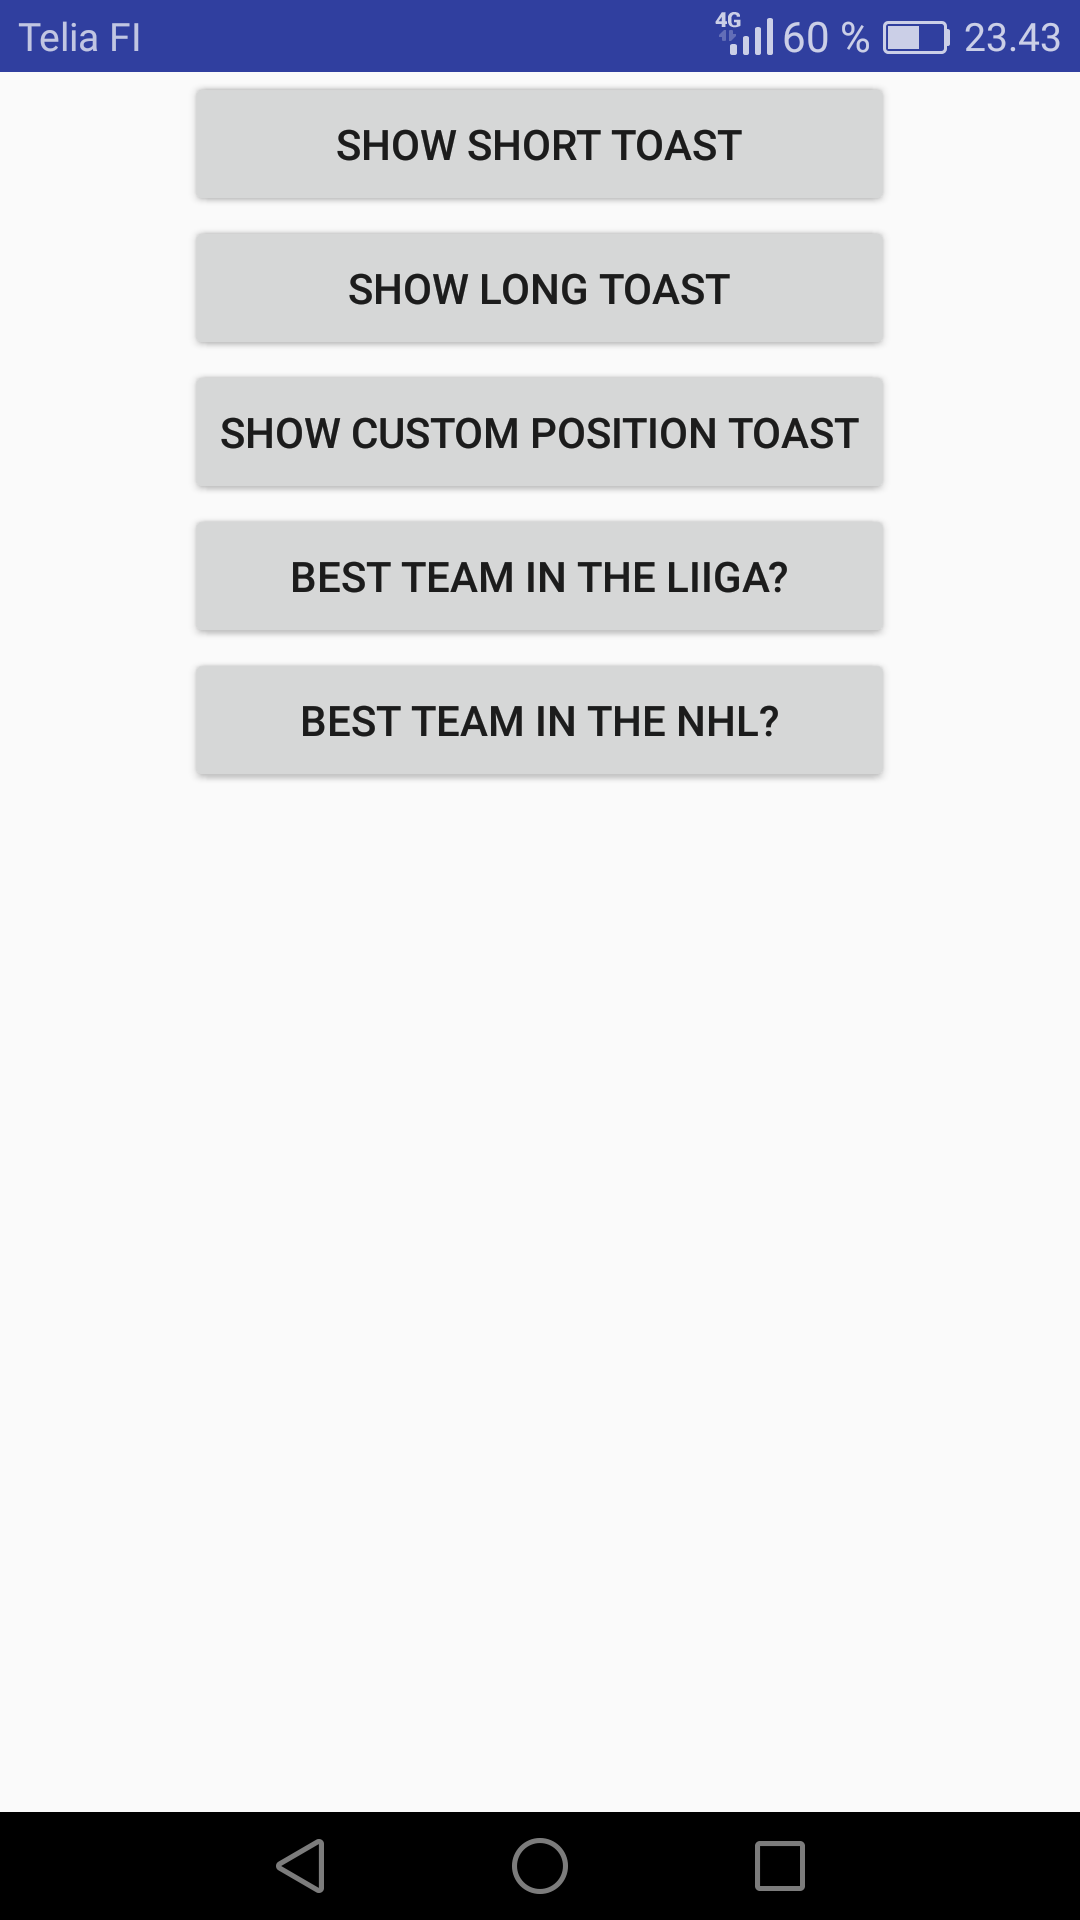 Telia FI 4G 60 % 23.43
SHOW SHORT TOAST
SHOW LONG TOAST
SHOW CUSTOM POSITION TOAST
BEST TEAM IN THE LIIGA?
BEST TEAM IN THE NHL?